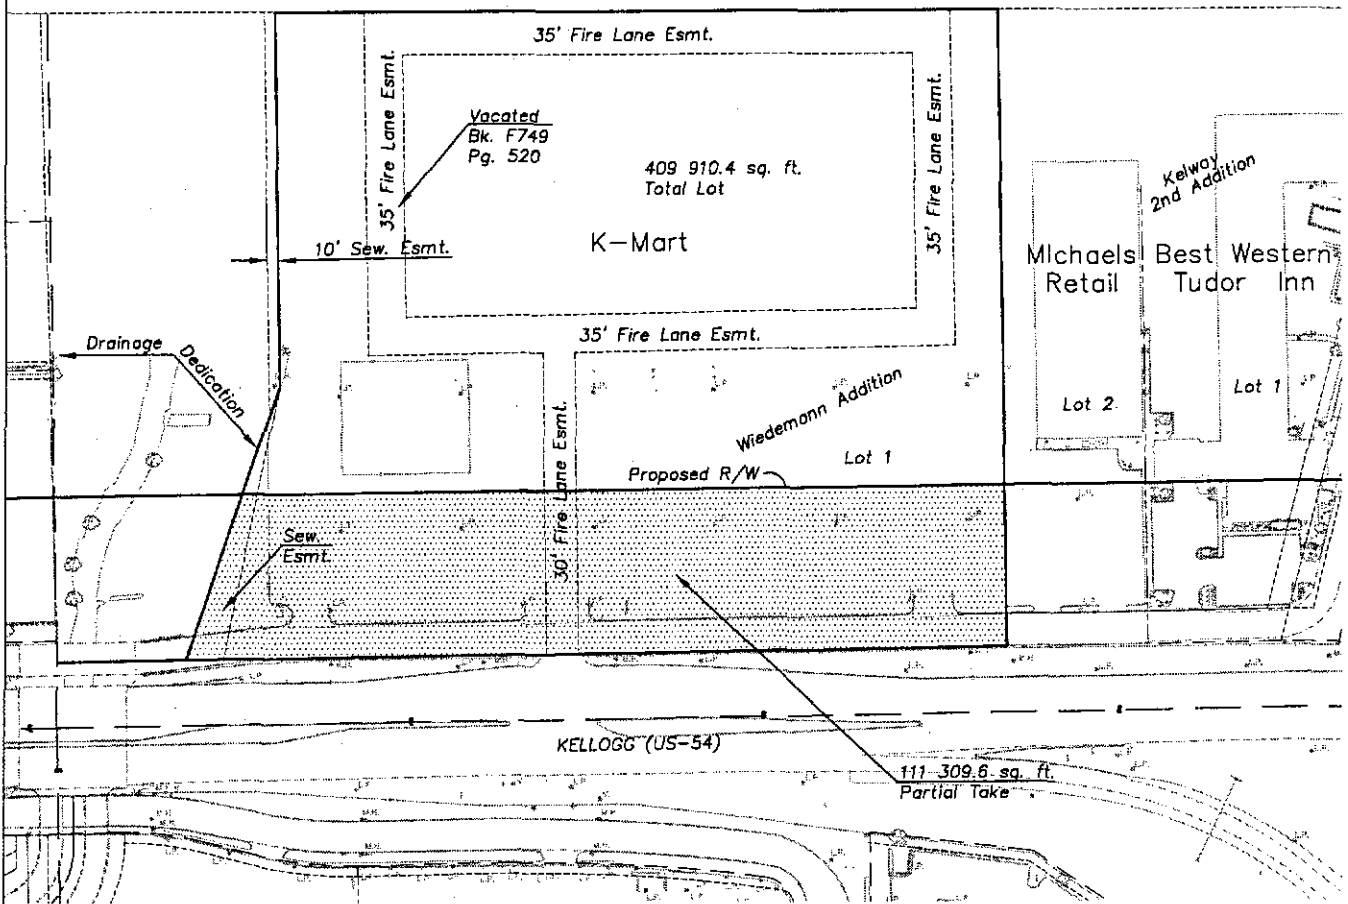 35' Fire Lane Esmt.
35' Fire Lane Esmt.
Vacated
Bk. F749
Pg. 520
409 910.4 sq. ft.
Total Lot
35' Fire Lane Esmt.
Kelway
2nd Addition
10' Sew. Esmt.
K-Mart
Michaels
Retail
Best Western
Tudor Inn
35' Fire Lane Esmt.
Drainage
Dedication
Wiedemann Addition
Lot 2
Lot 1
30' Fire Lane Esmt.
Lot 1
Proposed R/W
Sew.
Esmt.
KELLOGG (US-54)
111 309.6 sq. ft.
Partial Take